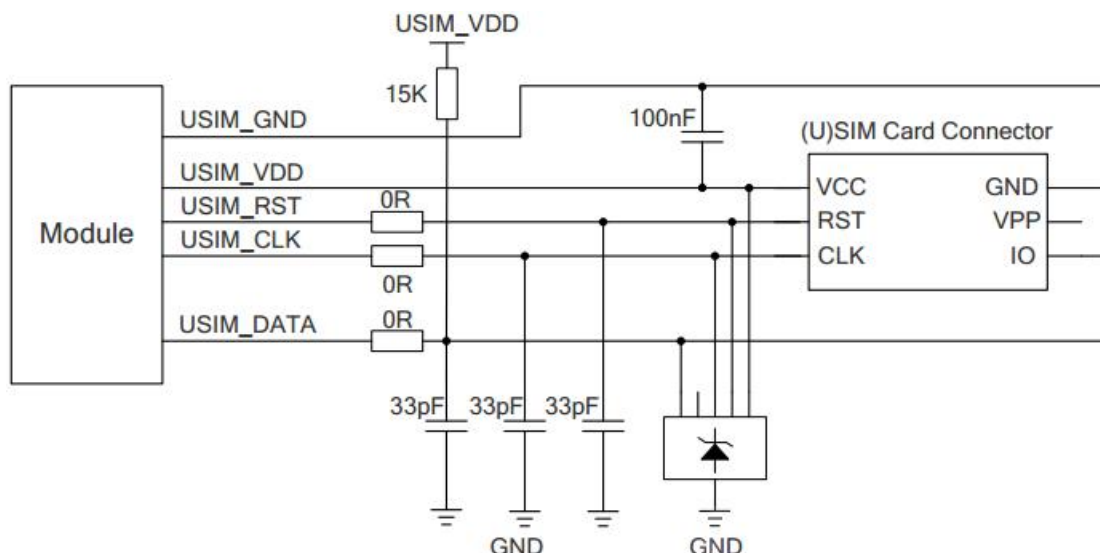 USIM_VDD
15K
USIM_GND
100nF
(U)SIM Card Connector
USIM_VDD
VCC GND
USIM_RST 0R
RST VPP
Module
USIM_CLK
CLK IO
0R
USIM_DATA 0R
33pF 33pF 33pF
GND GND